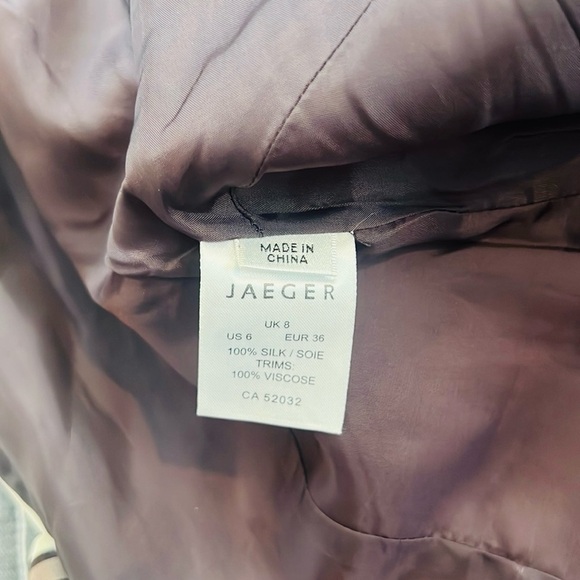 MADE IN
CHINA
JAEGER
UK 8
US 6 EUR 36
100% SILK / SOIE
TRIMS:
100% VISCOSE
CA 52032